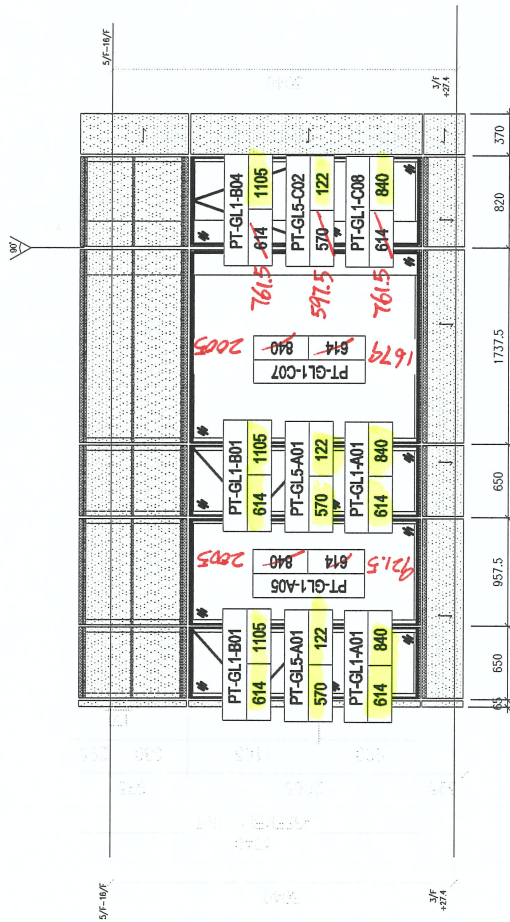 5/F-16/F
3/F
+27.4
90°
PT-GL1-B01
614 1105
PT-GL5-A01
570 122
PT-GL1-A01
614 840
PT-GL1-A05
614 840
921.5 2005
PT-GL1-B01
614 1105
PT-GL5-A01
570 122
PT-GL1-A01
614 840
PT-GL1-C07
614 840
1679 2005
PT-GL1-B04
614 1105
761.5
PT-GL5-C02
570 122
597.5
PT-GL1-C08
614 840
761.5
5/F-16/F
3/F
+27.4
65 650 957.5 650 1737.5 820 370